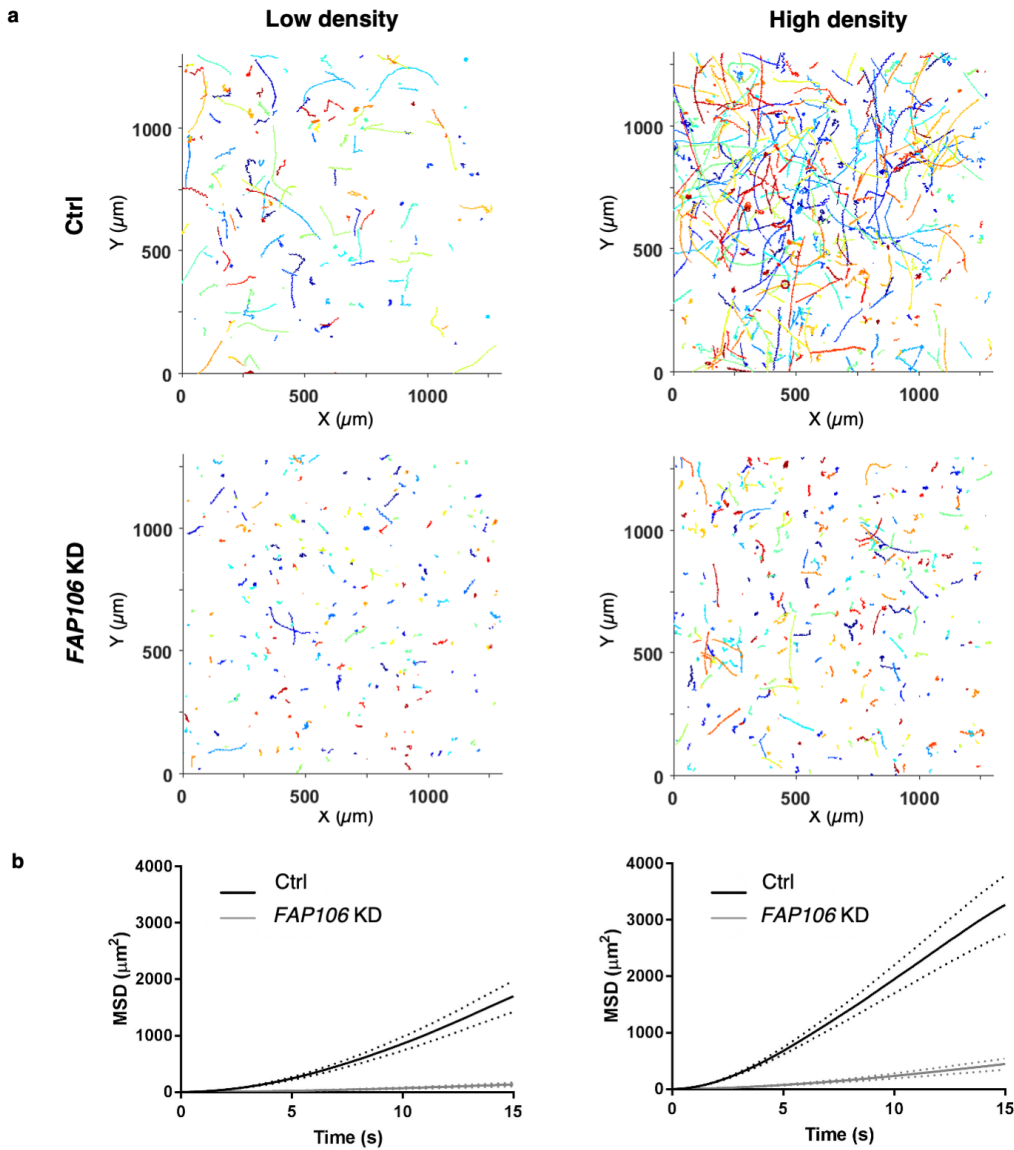 a
Low density
High density
Ctrl
Y (µm)
1000
500
0
0
500
1000
X (µm)
Y (µm)
1000
500
0
0
500
1000
X (µm)
FAP106 KD
Y (µm)
1000
500
0
0
500
1000
X (µm)
Y (µm)
1000
500
0
0
500
1000
X (µm)
b
MSD (µm²)
4000
3000
2000
1000
0
Ctrl
FAP106 KD
0
5
10
15
Time (s)
MSD (µm²)
4000
3000
2000
1000
0
Ctrl
FAP106 KD
0
5
10
15
Time (s)